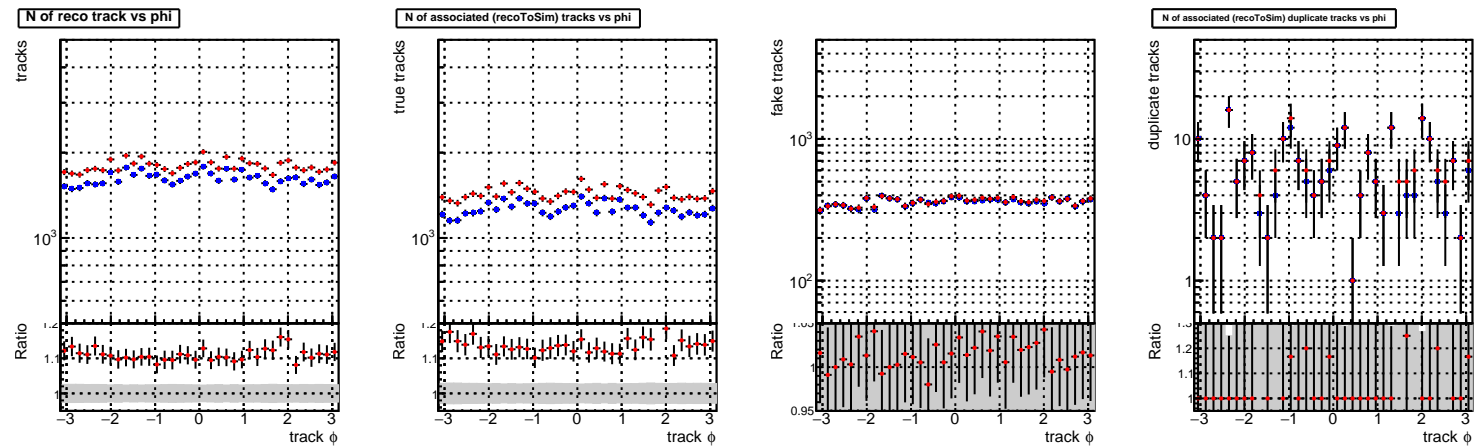 N of reco track vs phi
tracks
10³
Ratio
1.2
1.1
1
−3 −2 −1 0 1 2 3
track ϕ
N of associated (recoToSim) tracks vs phi
true tracks
10³
Ratio
1.2
1.1
1
−3 −2 −1 0 1 2 3
track ϕ
fake tracks
10³
10²
Ratio
1.05
1
0.95
−3 −2 −1 0 1 2 3
track ϕ
N of associated (recoToSim) duplicate tracks vs phi
duplicate tracks
10
1
Ratio
1.3
1.2
1.1
1
−3 −2 −1 0 1 2 3
track ϕ